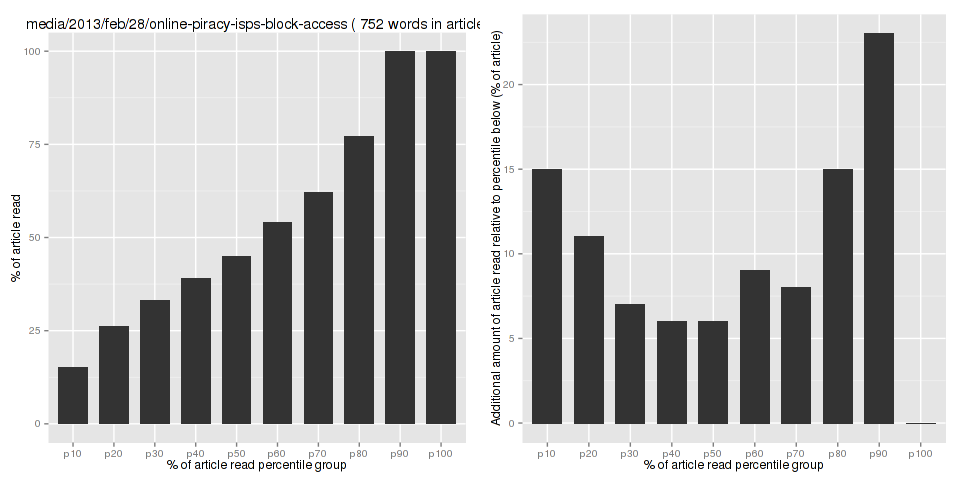 media/2013/feb/28/online-piracy-isps-block-access ( 752 words in article
% of article read
100
75
50
25
0
p10 p20 p30 p40 p50 p60 p70 p80 p90 p100
% of article read percentile group
Additional amount of article read relative to percentile below (% of article)
20
15
10
5
0
p10 p20 p30 p40 p50 p60 p70 p80 p90 p100
% of article read percentile group